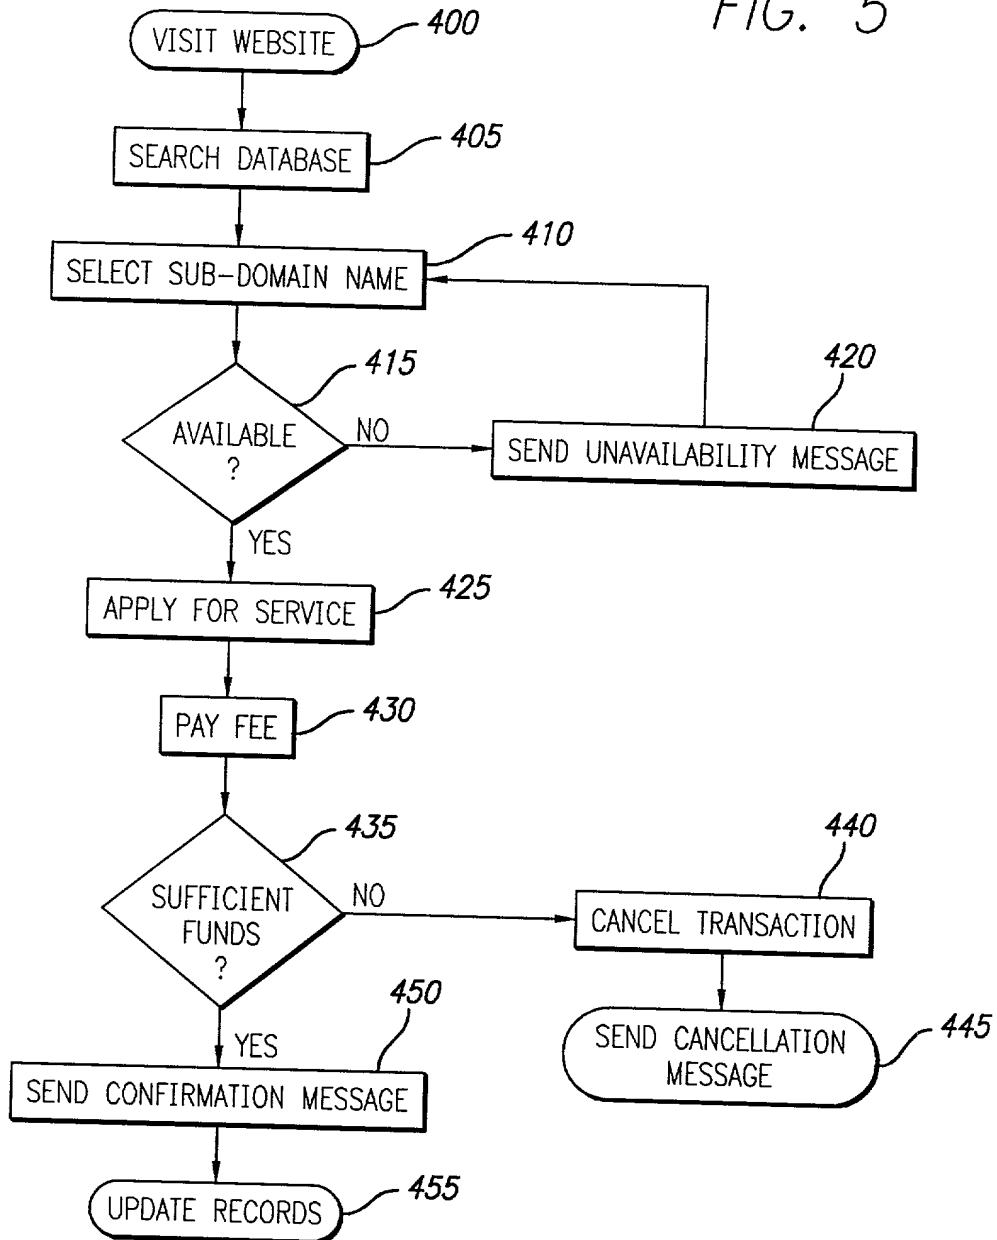 FIG. 5
VISIT WEBSITE
400
SEARCH DATABASE
405
SELECT SUB-DOMAIN NAME
410
AVAILABLE
?
415
NO
SEND UNAVAILABILITY MESSAGE
420
YES
APPLY FOR SERVICE
425
PAY FEE
430
SUFFICIENT
FUNDS
?
435
NO
CANCEL TRANSACTION
440
SEND CANCELLATION
MESSAGE
445
YES
SEND CONFIRMATION MESSAGE
450
UPDATE RECORDS
455